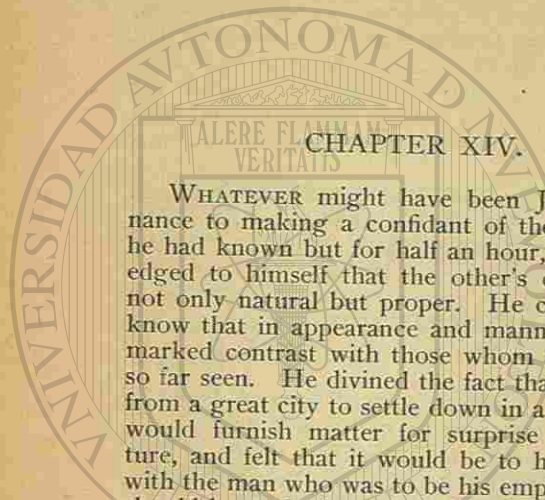 AVTONOMA D
ALERE FLAMMAM
VERITATIS
VNIVERSIDAD
CHAPTER XIV.
WHATEVER might have been J
nance to making a confidant of the
he had known but for half an hour,
edged to himself that the other's
not only natural but proper. He c
know that in appearance and mann
marked contrast with those whom
so far seen. He divined the fact tha
from a great city to settle down in a
would furnish matter for surprise
ture, and felt that it would be to h
with the man who was to be his emp